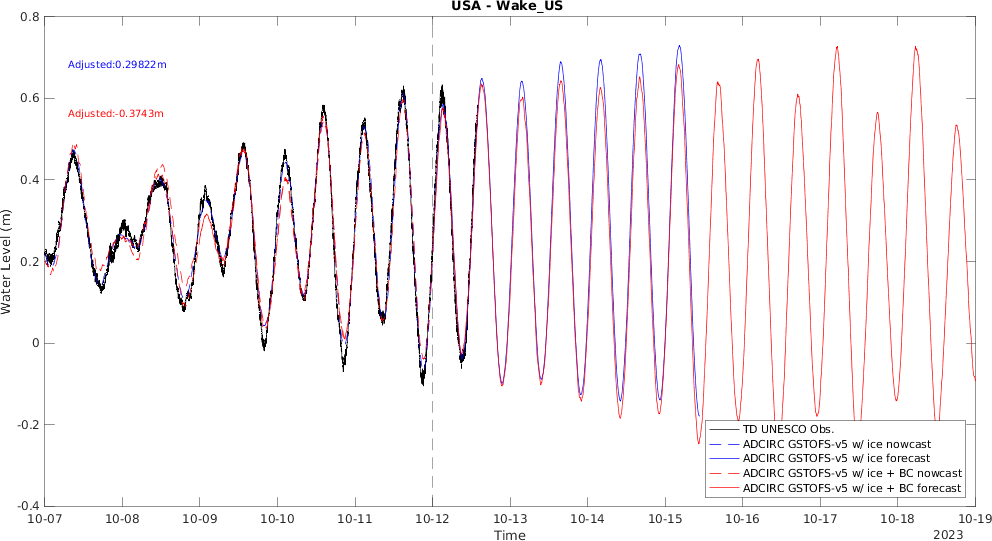 USA - Wake_US
0.8
Adjusted:0.29822m
0.6
Adjusted:-0.3743m
0.4
Water Level (m)
0.2
0
-0.2
TD UNESCO Obs.
ADCIRC GSTOFS-v5 w/ ice nowcast
ADCIRC GSTOFS-v5 w/ ice forecast
ADCIRC GSTOFS-v5 w/ ice + BC nowcast
ADCIRC GSTOFS-v5 w/ ice + BC forecast
-0.4
10-07 10-08 10-09 10-10 10-11 10-12 10-13 10-14 10-15 10-16 10-17 10-18 10-19
Time
2023